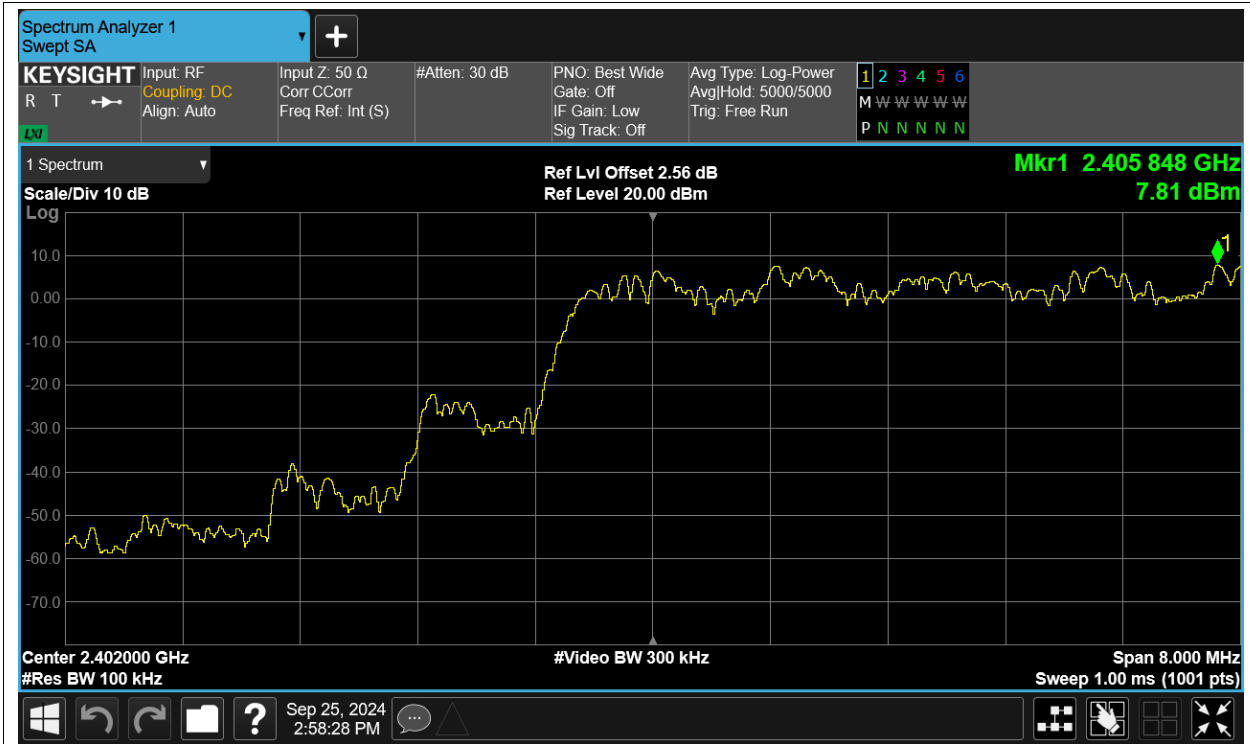 Spectrum Analyzer 1
Swept SA
KEYSIGHT
R T
LXI
Input: RF
Coupling: DC
Align: Auto
Input Z: 50 Ω
Corr CCorr
Freq Ref: Int (S)
#Atten: 30 dB
PNO: Best Wide
Gate: Off
IF Gain: Low
Sig Track: Off
Avg Type: Log-Power
Avg|Hold: 5000/5000
Trig: Free Run
1 2 3 4 5 6
M W W W W W
P N N N N N
1 Spectrum
Scale/Div 10 dB
Log
Ref Lvl Offset 2.56 dB
Ref Level 20.00 dBm
Mkr1 2.405 848 GHz
7.81 dBm
1
10.0
0.00
-10.0
-20.0
-30.0
-40.0
-50.0
-60.0
-70.0
Center 2.402000 GHz
#Video BW 300 kHz
Span 8.000 MHz
#Res BW 100 kHz
Sweep 1.00 ms (1001 pts)
?
Sep 25, 2024
2:58:28 PM